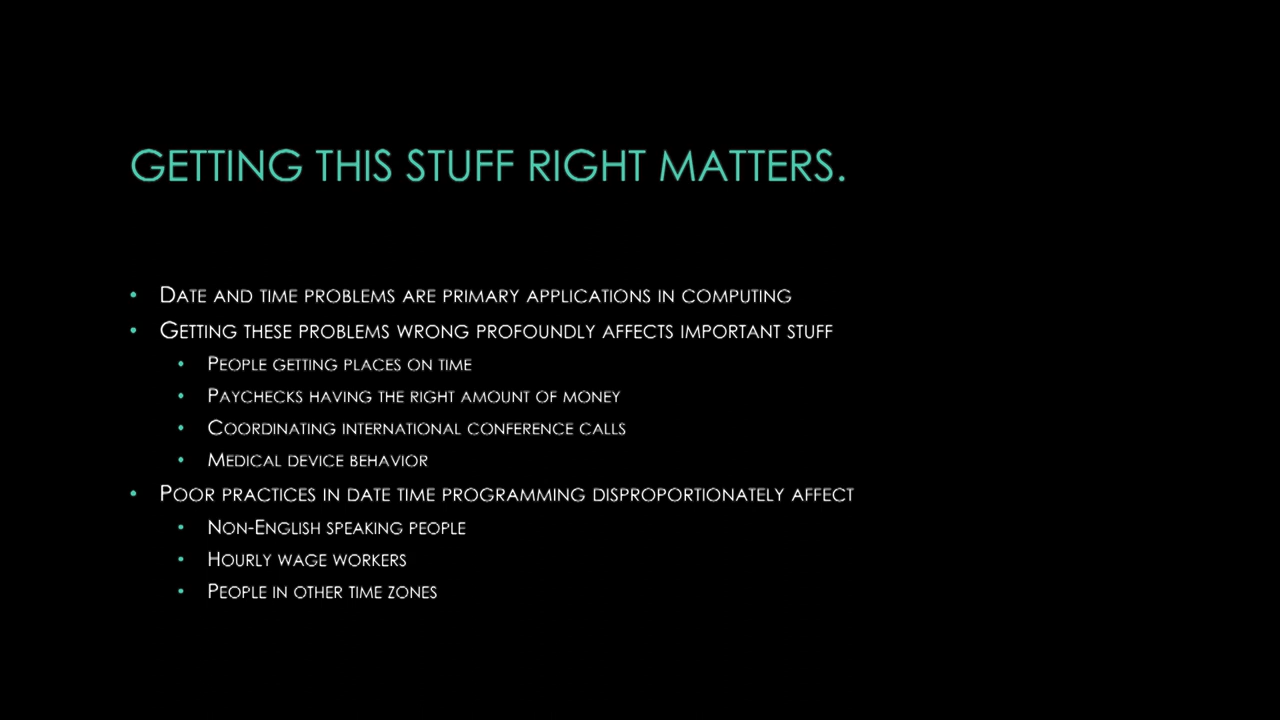 GETTING THIS STUFF RIGHT MATTERS.
• Date and time problems are primary applications in computing
• Getting these problems wrong profoundly affects important stuff
• People getting places on time
• Paychecks having the right amount of money
• Coordinating international conference calls
• Medical device behavior
• Poor practices in date time programming disproportionately affect
• Non-English speaking people
• Hourly wage workers
• People in other time zones